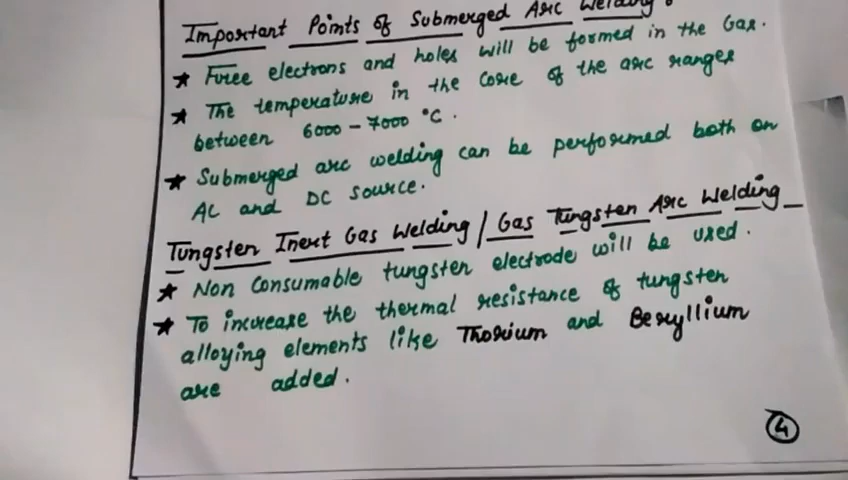 Important Points of Submerged Arc Welding:
★ Free electrons and holes will be formed in the Gas.
★ The temperature in the core of the arc ranges
between 6000 - 7000 °C.
★ Submerged arc welding can be performed both on
AC and DC source.
Tungsten Inert Gas Welding / Gas Tungsten Arc Welding
★ Non Consumable tungsten electrode will be used.
★ To increase the thermal resistance of tungsten
alloying elements like Thorium and Beryllium
are added.
4